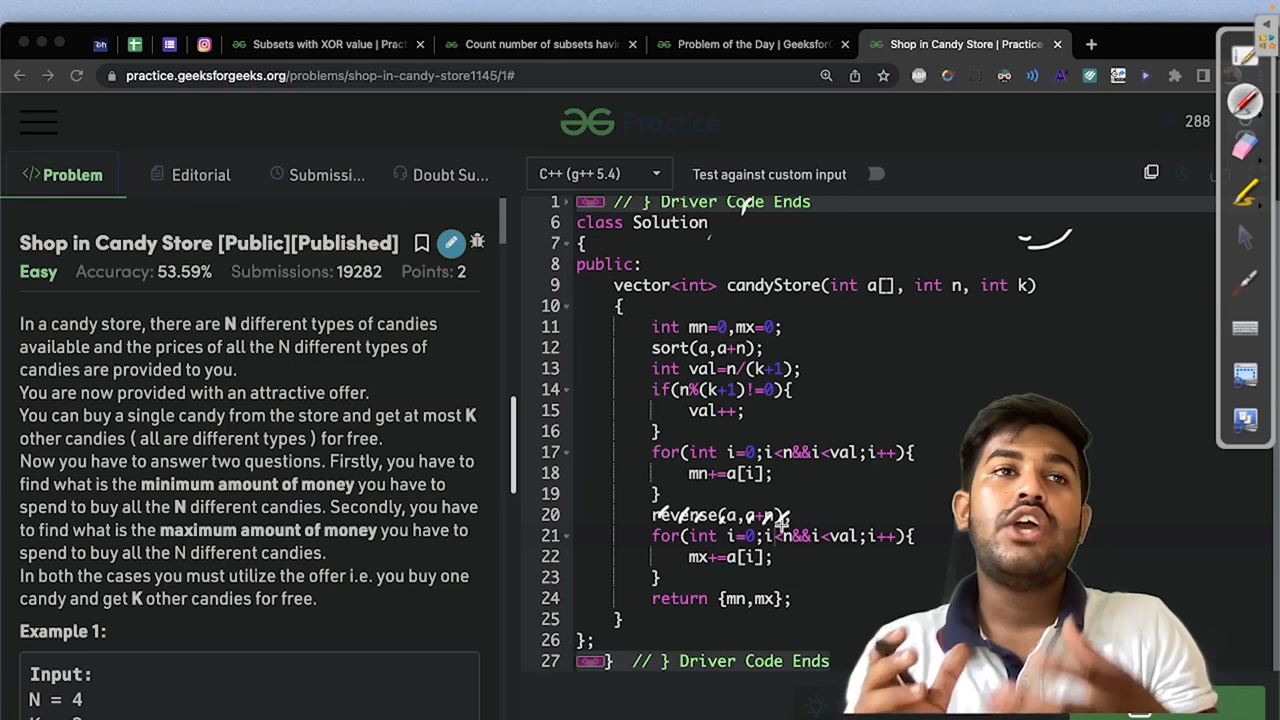 Subsets with XOR value | Pract
Count number of subsets havi
Problem of the Day | GeeksforG
Shop in Candy Store | Practice
practice.geeksforgeeks.org/problems/shop-in-candy-store1145/1#
Practice
288
</>Problem
Editorial
Submissi...
Doubt Su...
C++ (g++ 5.4)
Test against custom input
Shop in Candy Store [Public][Published]
Easy Accuracy: 53.59% Submissions: 19282 Points: 2
In a candy store, there are N different types of candies
available and the prices of all the N different types of
candies are provided to you.
You are now provided with an attractive offer.
You can buy a single candy from the store and get at most K
other candies ( all are different types ) for free.
Now you have to answer two questions. Firstly, you have to
find what is the minimum amount of money you have to
spend to buy all the N different candies. Secondly, you have
to find what is the maximum amount of money you have to
spend to buy all the N different candies.
In both the cases you must utilize the offer i.e. you buy one
candy and get K other candies for free.
Example 1:
Input:
N = 4
1 // } Driver Code Ends
6 class Solution
7 {
8 public:
9 vector<int> candyStore(int a[], int n, int k)
10 {
11 int mn=0,mx=0;
12 sort(a,a+n);
13 int val=n/(k+1);
14 if(n%(k+1)!=0){
15 val++;
16 }
17 for(int i=0;i<n&&i<val;i++){
18 mn+=a[i];
19 }
20 reverse(a,a+n);
21 for(int i=0;i<n&&i<val;i++){
22 mx+=a[i];
23 }
24 return {mn,mx};
25 }
26 };
27 } // } Driver Code Ends